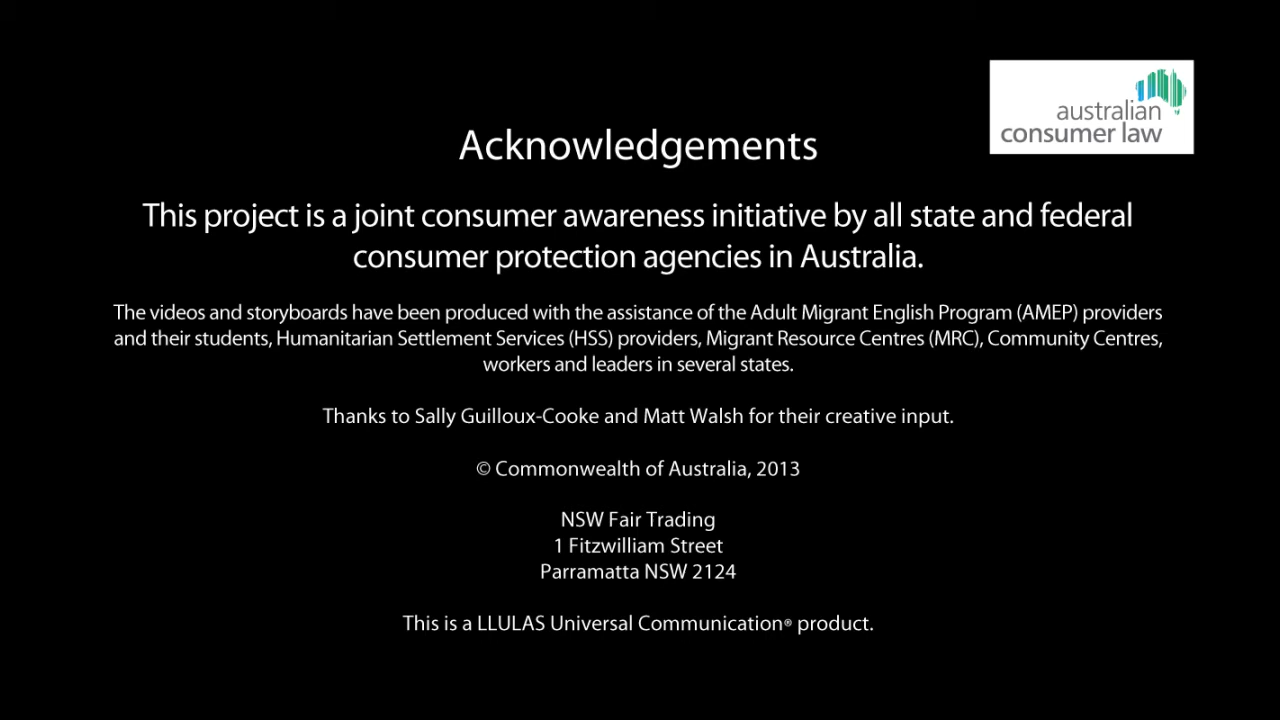 australian
consumer law
Acknowledgements
This project is a joint consumer awareness initiative by all state and federal
consumer protection agencies in Australia.
The videos and storyboards have been produced with the assistance of the Adult Migrant English Program (AMEP) providers
and their students, Humanitarian Settlement Services (HSS) providers, Migrant Resource Centres (MRC), Community Centres,
workers and leaders in several states.
Thanks to Sally Guilloux-Cooke and Matt Walsh for their creative input.
© Commonwealth of Australia, 2013
NSW Fair Trading
1 Fitzwilliam Street
Parramatta NSW 2124
This is a LLULAS Universal Communication® product.